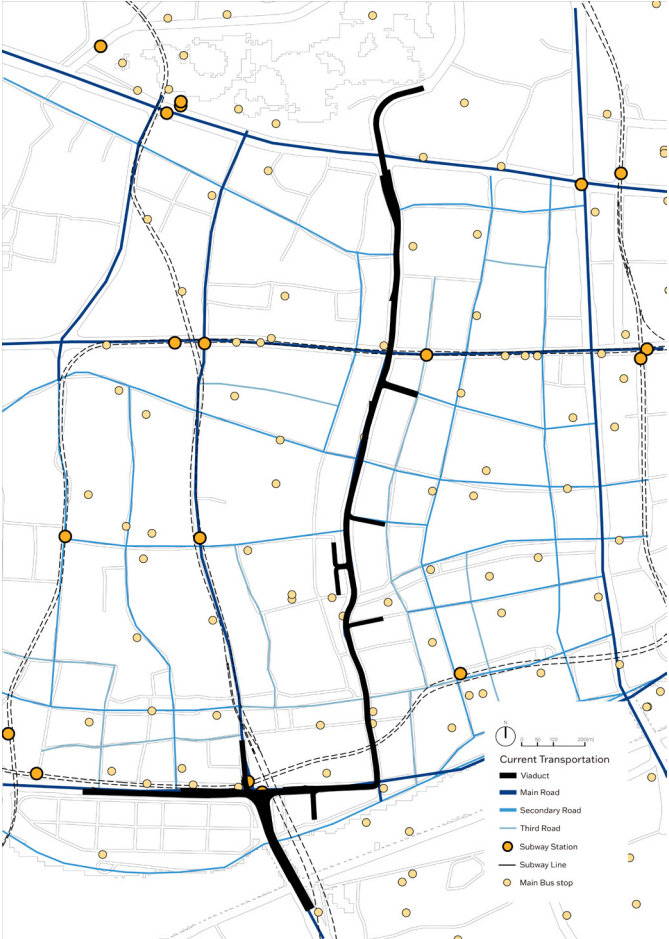 N
0 50 100 200(m)
Current Transportation
Viaduct
Main Road
Secondary Road
Third Road
Subway Station
Subway Line
Main Bus stop